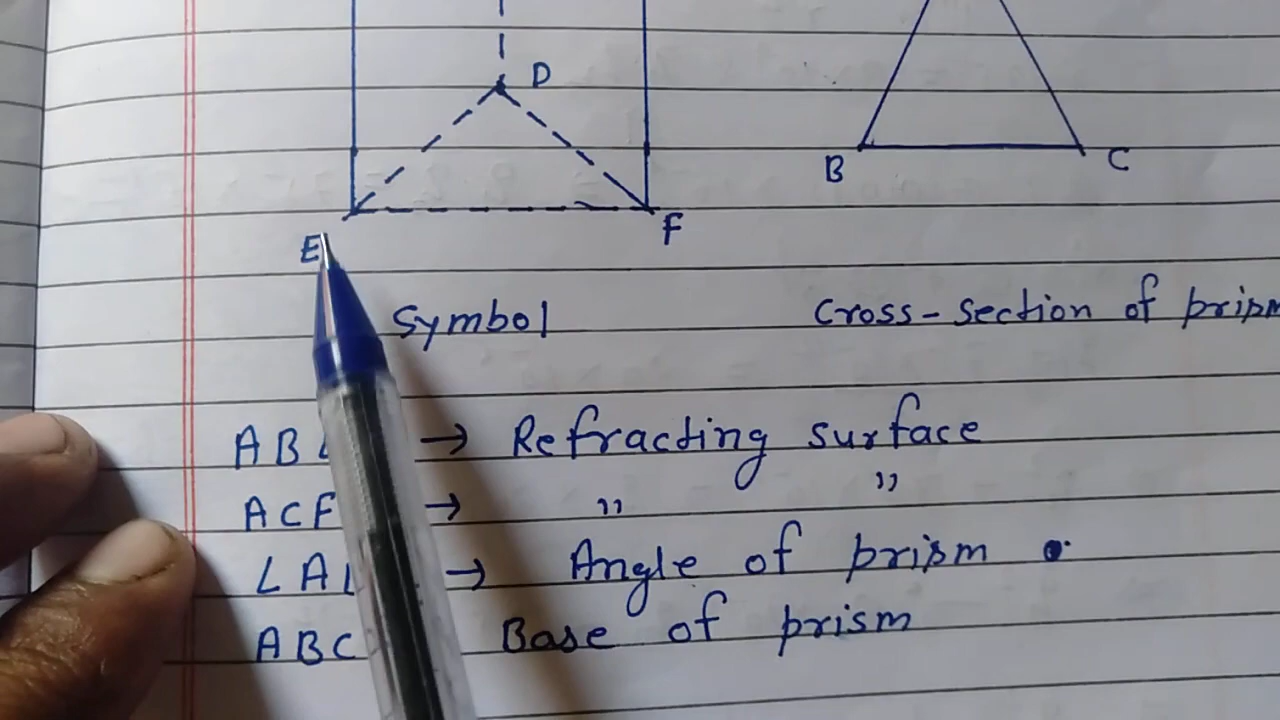 D
B C
E F
Symbol Cross-section of prism
AB → Refracting surface
ACF → " "
∠A → Angle of prism
ABC Base of prism